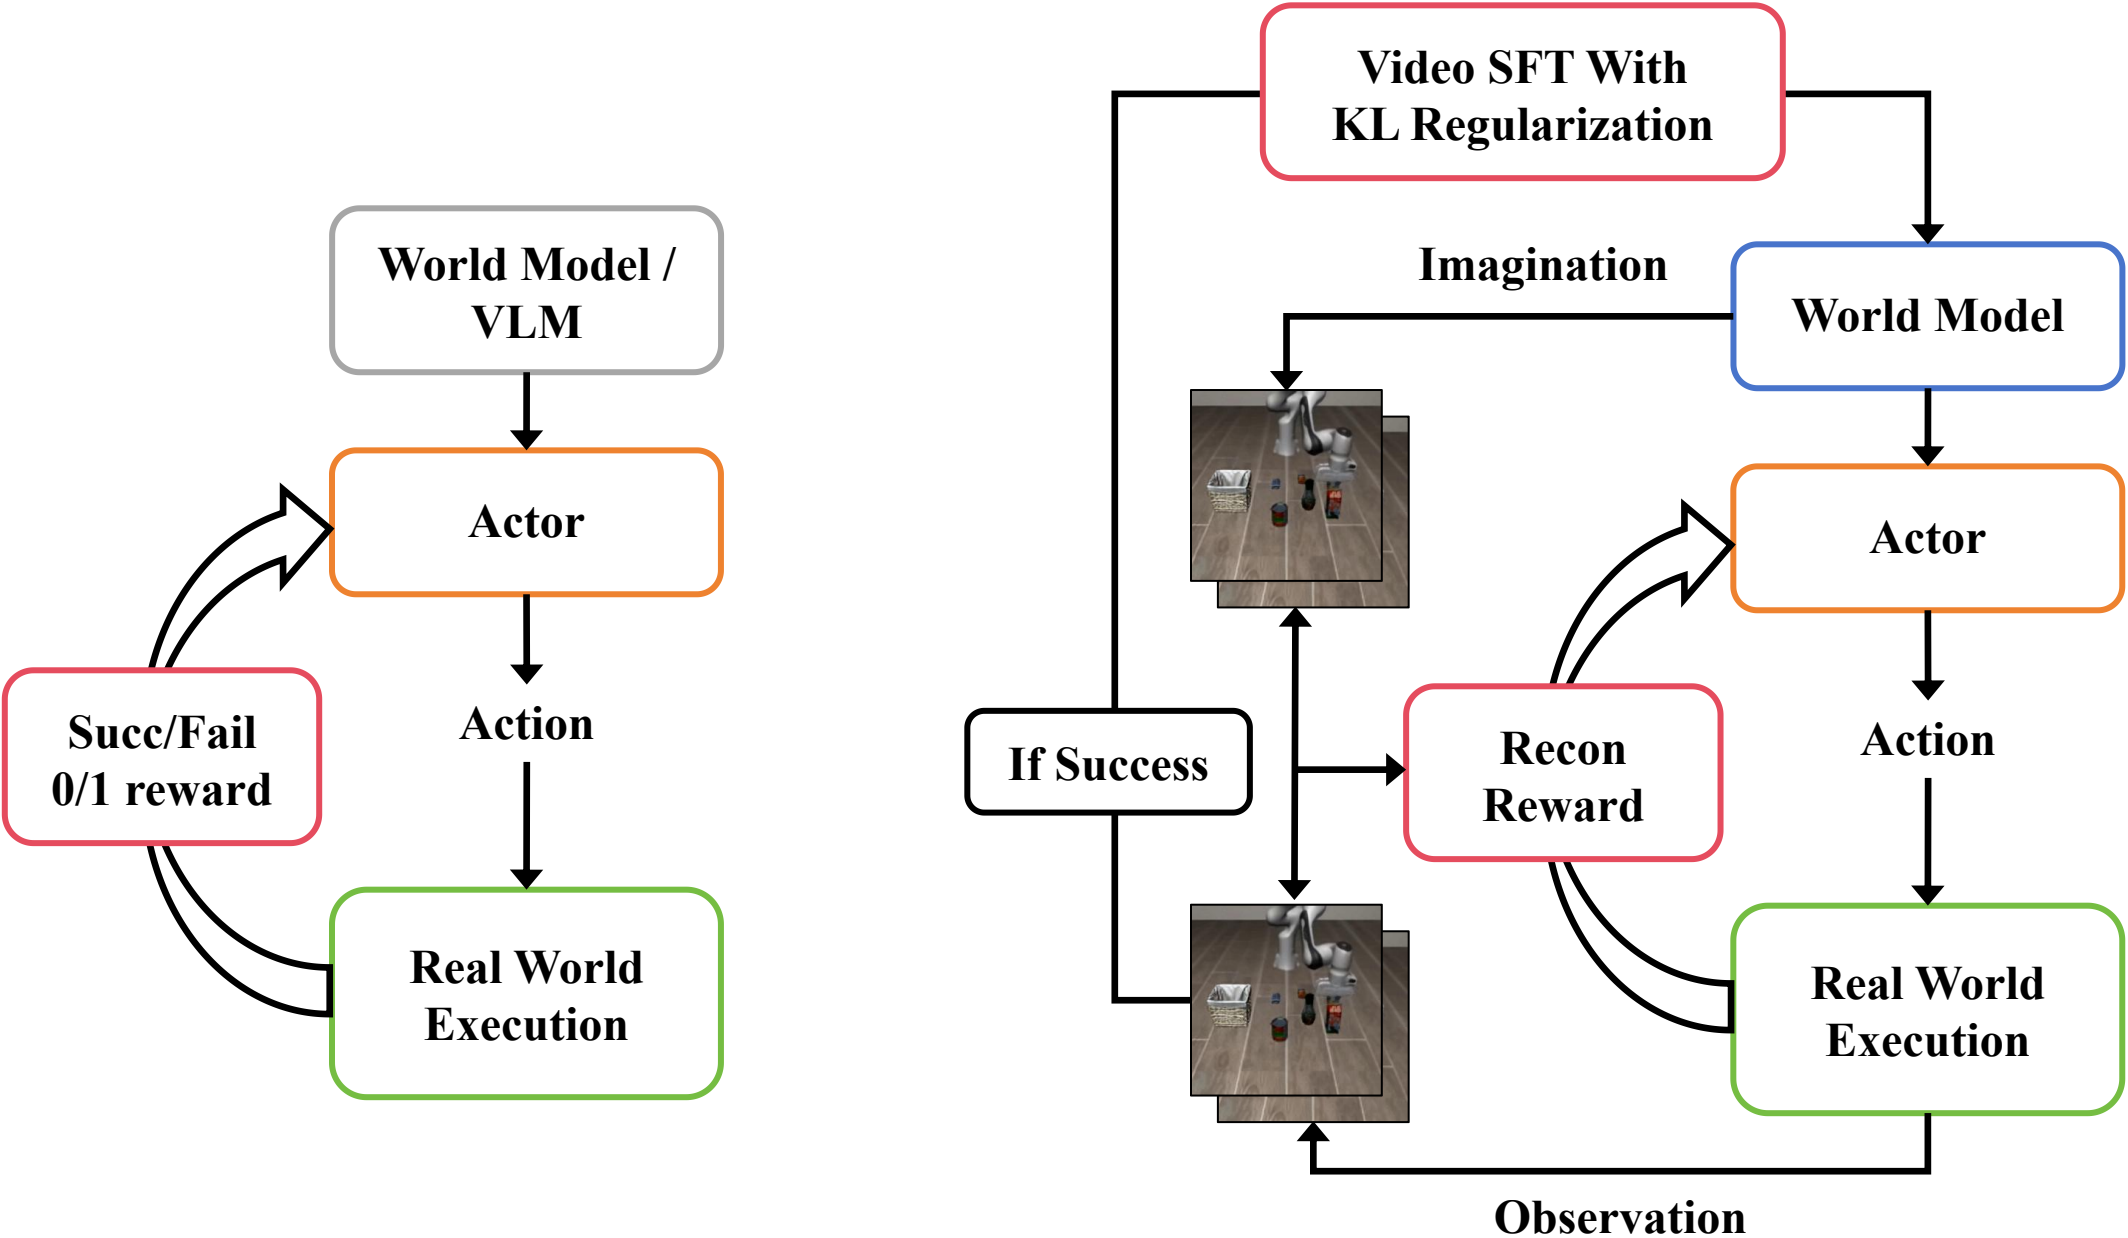 World Model /
VLM
Actor
Action
Succ/Fail
0/1 reward
Real World
Execution
Video SFT With
KL Regularization
Imagination
World Model
Actor
If Success
Recon
Reward
Action
Real World
Execution
Observation